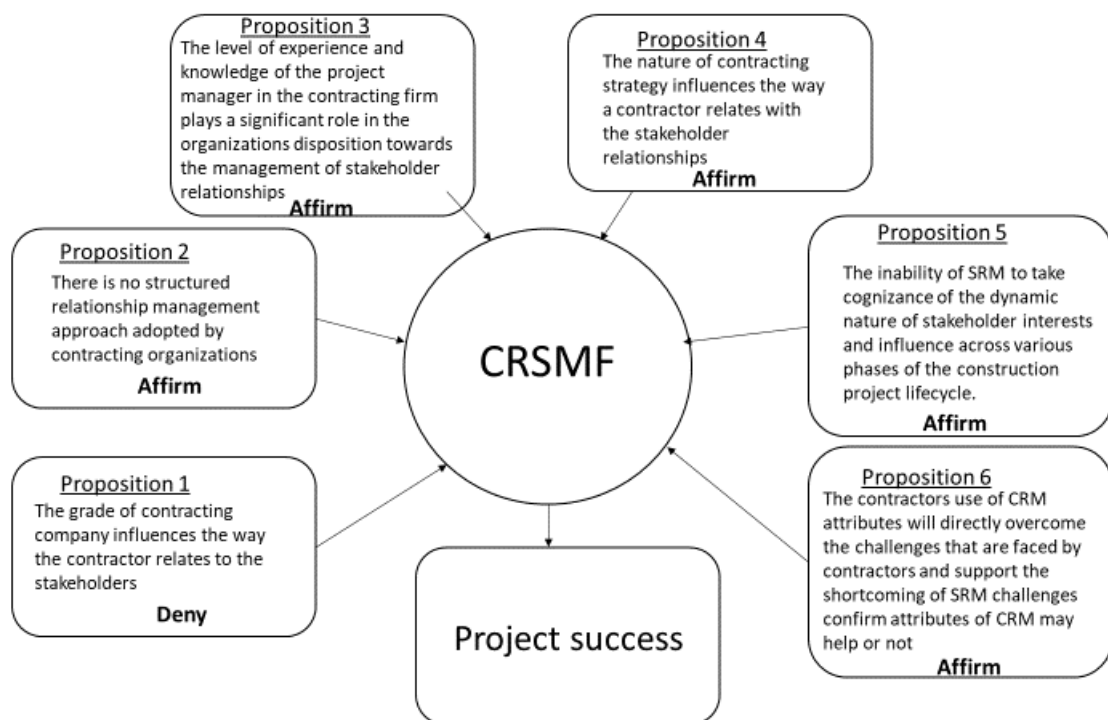 Proposition 3
The level of experience and
knowledge of the project
manager in the contracting firm
plays a significant role in the
organizations disposition towards
the management of stakeholder
relationships
Affirm
Proposition 4
The nature of contracting
strategy influences the way
a contractor relates with
the stakeholder
relationships
Affirm
Proposition 2
There is no structured
relationship management
approach adopted by
contracting organizations
Affirm
CRSMF
Proposition 5
The inability of SRM to take
cognizance of the dynamic
nature of stakeholder interests
and influence across various
phases of the construction
project lifecycle.
Affirm
Proposition 1
The grade of contracting
company influences the way
the contractor relates to the
stakeholders
Deny
Project success
Proposition 6
The contractors use of CRM
attributes will directly overcome
the challenges that are faced by
contractors and support the
shortcoming of SRM challenges
confirm attributes of CRM may
help or not
Affirm